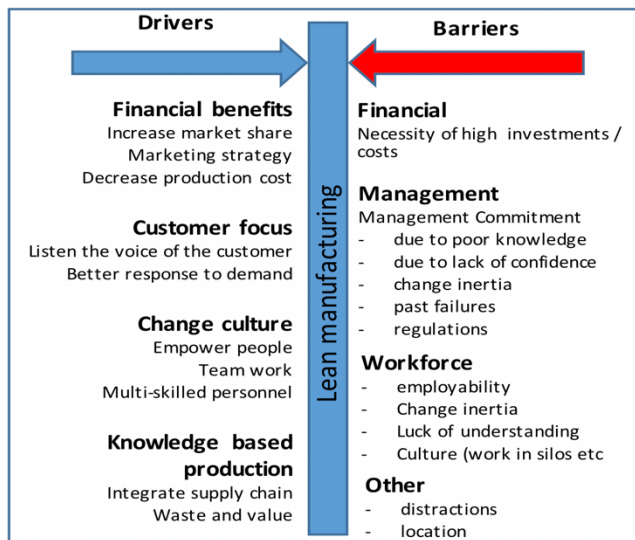 Drivers
Financial benefits
Increase market share
Marketing strategy
Decrease production cost
Customer focus
Listen the voice of the customer
Better response to demand
Change culture
Empower people
Team work
Multi-skilled personnel
Knowledge based
production
Integrate supply chain
Waste and value
Lean manufacturing
Barriers
Financial
Necessity of high investments /
costs
Management
Management Commitment
- due to poor knowledge
- due to lack of confidence
- change inertia
- past failures
- regulations
Workforce
- employability
- Change inertia
- Luck of understanding
- Culture (work in silos etc
Other
- distractions
- location